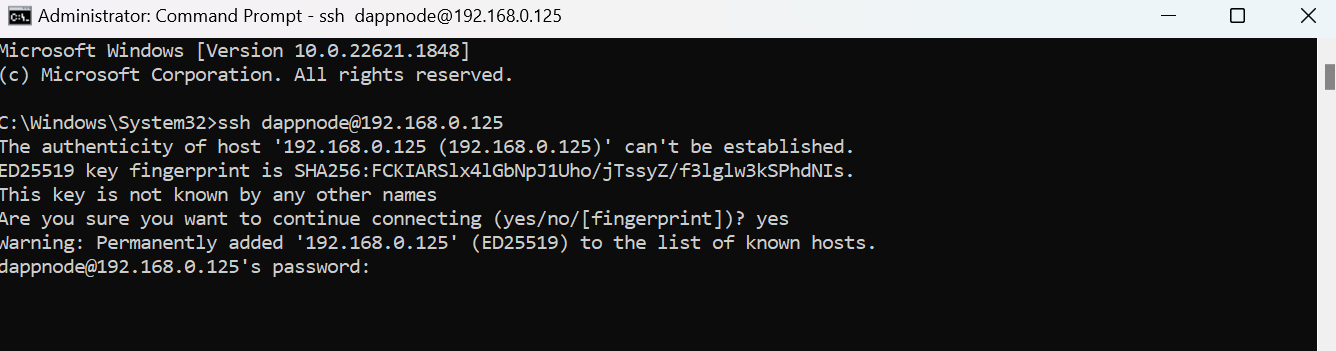 Administrator: Command Prompt - ssh dappnode@192.168.0.125
Microsoft Windows [Version 10.0.22621.1848]
(c) Microsoft Corporation. All rights reserved.
C:\Windows\System32>ssh dappnode@192.168.0.125
The authenticity of host '192.168.0.125 (192.168.0.125)' can't be established.
ED25519 key fingerprint is SHA256:FCKIARSlx4lGbNpJ1Uho/jTssyZ/f3lglw3kSPhdNIs.
This key is not known by any other names
Are you sure you want to continue connecting (yes/no/[fingerprint])? yes
Warning: Permanently added '192.168.0.125' (ED25519) to the list of known hosts.
dappnode@192.168.0.125's password: